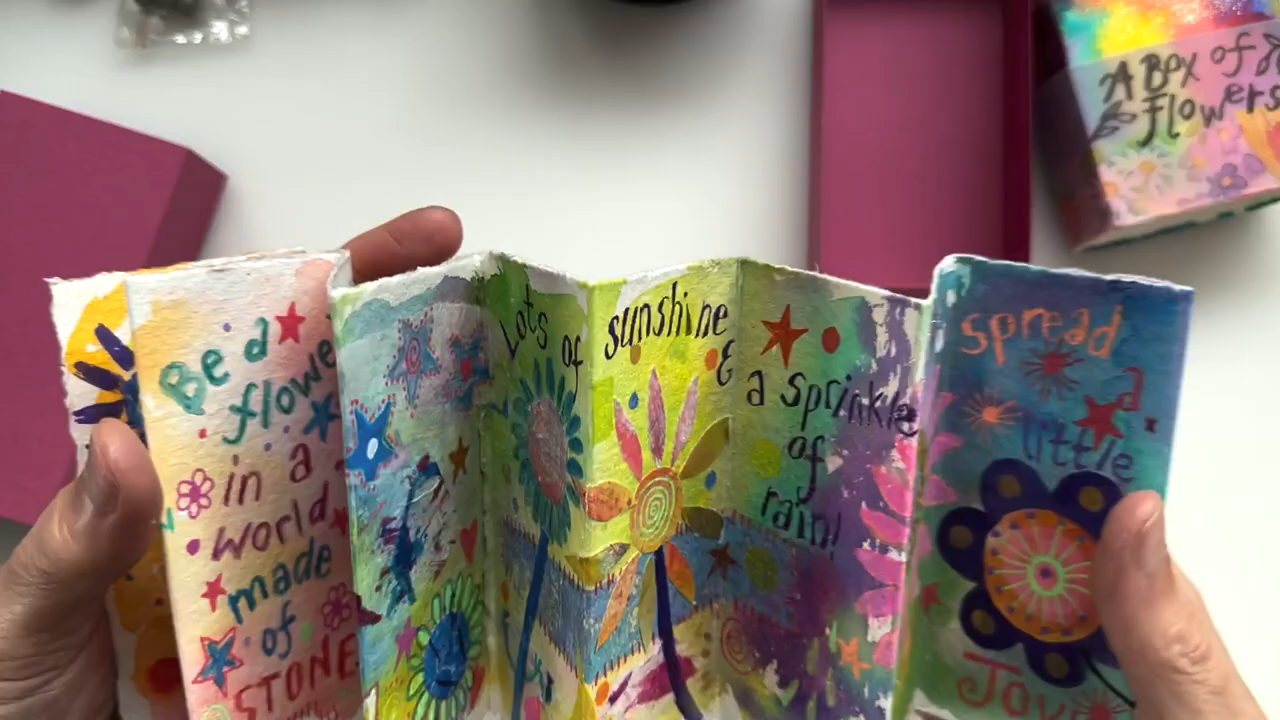 A Box of
flowers
Be a
flower
in a
world
made
of
STONE
Lots
of
sunshine
&
a sprinkle
of
rain!
spread
a
little
Joy